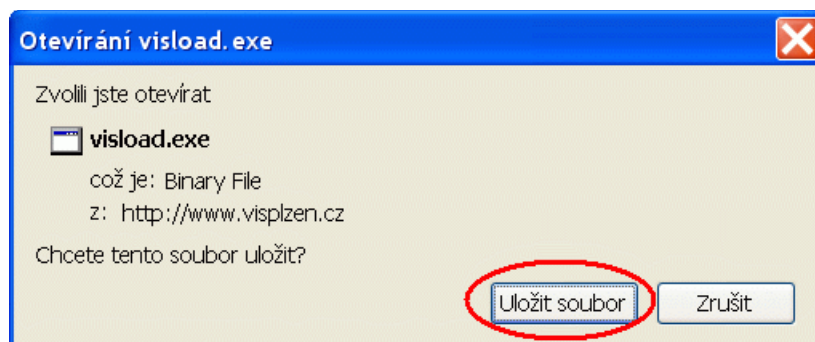 Otevírání visload.exe
Zvolili jste otevírat
visload.exe
což je: Binary File
z: http://www.visplzen.cz
Chcete tento soubor uložit?
Uložit soubor Zrušit